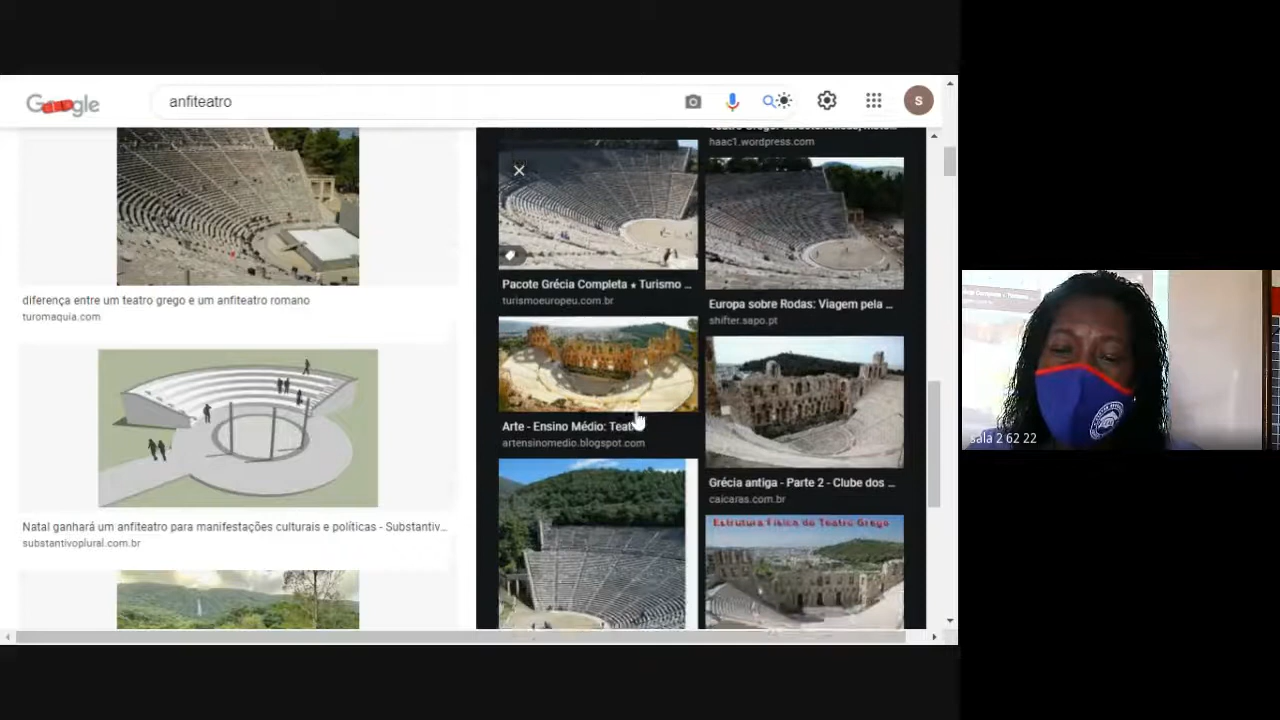 Google
anfiteatro
S
diferença entre um teatro grego e um anfiteatro romano
turomaquia.com
Natal ganhará um anfiteatro para manifestações culturais e políticas - Substantiv...
substantivoplural.com.br
haac1.wordpress.com
Pacote Grécia Completa ★ Turismo ...
turismoeuropeu.com.br
Europa sobre Rodas: Viagem pela ...
shifter.sapo.pt
Arte - Ensino Médio:
artensinomedio.blogspot.com
Grécia antiga - Parte 2 - Clube dos ...
caicaras.com.br
Estrutura Física do Teatro Grego
sala 2 62 22